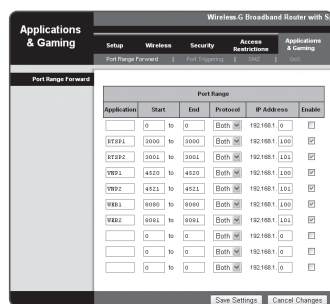 Wireless-G Broadband Router with S
Applications
& Gaming
Setup Wireless Security Access Restrictions Applications & Gaming
Port Range Forward | Port Triggering | DMZ | QoS
Port Range Forward
Port Range
Application Start End Protocol IP Address Enable
0 to 0 Both 192.168.1. 0
RTSP1 3000 to 3000 Both 192.168.1. 100
RTSP2 3001 to 3001 Both 192.168.1. 101
VNP1 4520 to 4520 Both 192.168.1. 100
VNP2 4521 to 4521 Both 192.168.1. 101
WEB1 8080 to 8080 Both 192.168.1. 100
WEB2 8081 to 8081 Both 192.168.1. 101
0 to 0 Both 192.168.1. 0
0 to 0 Both 192.168.1. 0
0 to 0 Both 192.168.1. 0
Save Settings Cancel Changes